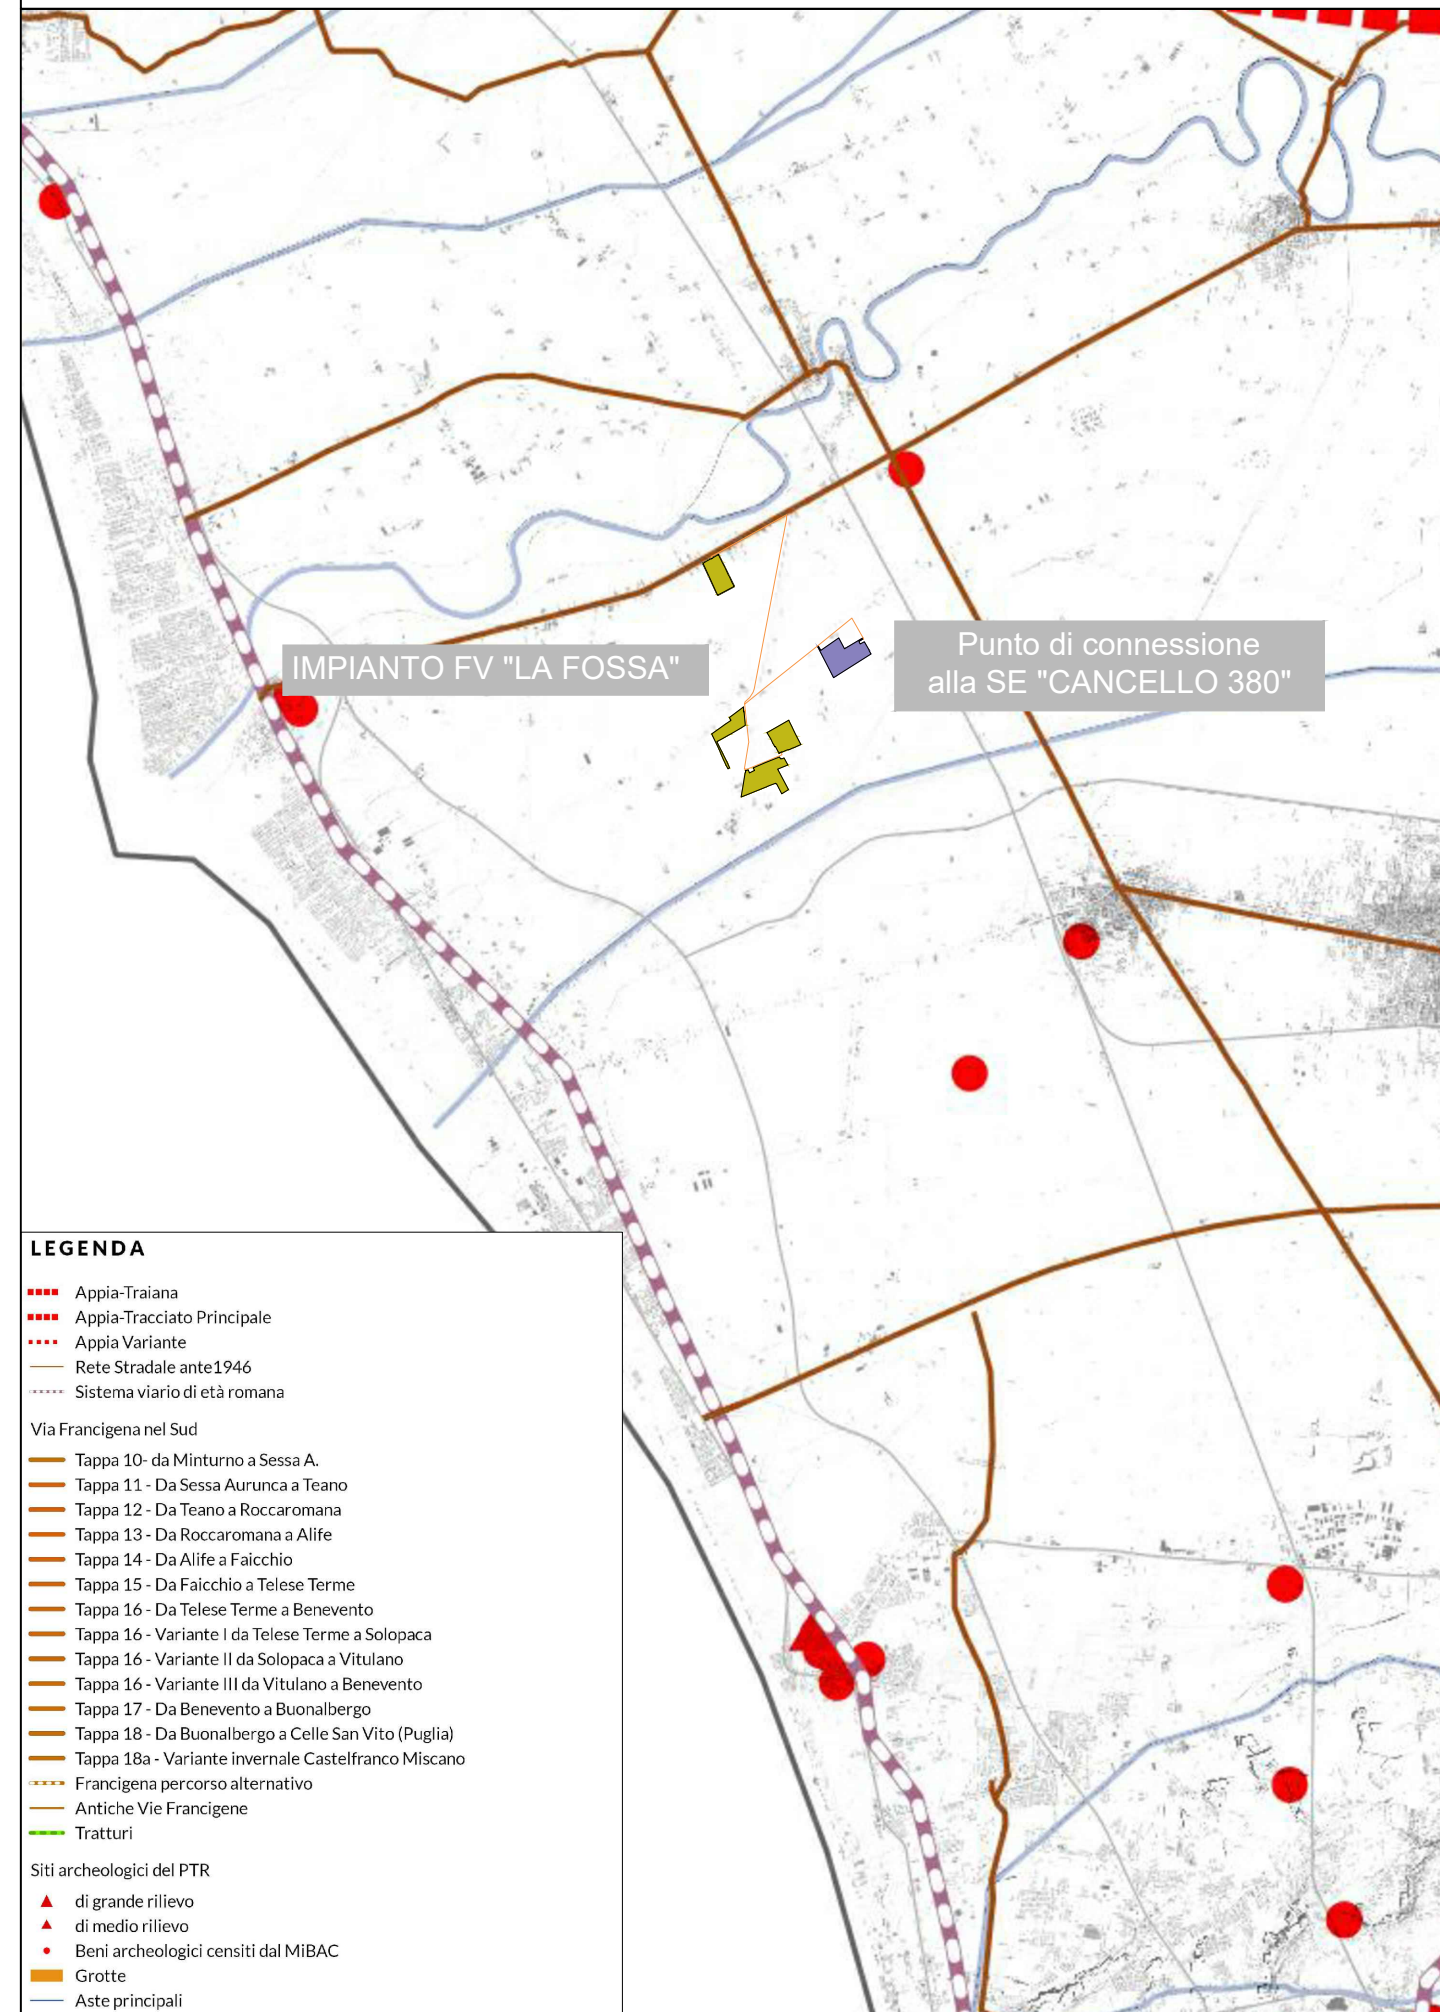 IMPIANTO FV "LA FOSSA"
Punto di connessione
alla SE "CANCELLO 380"
LEGENDA
Appia-Traiana
Appia-Tracciato Principale
Appia Variante
Rete Stradale ante1946
Sistema viario di età romana
Via Francigena nel Sud
Tappa 10- da Minturno a Sessa A.
Tappa 11 - Da Sessa Aurunca a Teano
Tappa 12 - Da Teano a Roccaromana
Tappa 13 - Da Roccaromana a Alife
Tappa 14 - Da Alife a Faicchio
Tappa 15 - Da Faicchio a Telese Terme
Tappa 16 - Da Telese Terme a Benevento
Tappa 16 - Variante I da Telese Terme a Solopaca
Tappa 16 - Variante II da Solopaca a Vitulano
Tappa 16 - Variante III da Vitulano a Benevento
Tappa 17 - Da Benevento a Buonalbergo
Tappa 18 - Da Buonalbergo a Celle San Vito (Puglia)
Tappa 18a - Variante invernale Castelfranco Miscano
Francigena percorso alternativo
Antiche Vie Francigene
Tratturi
Siti archeologici del PTR
di grande rilievo
di medio rilievo
Beni archeologici censiti dal MiBAC
Grotte
Aste principali